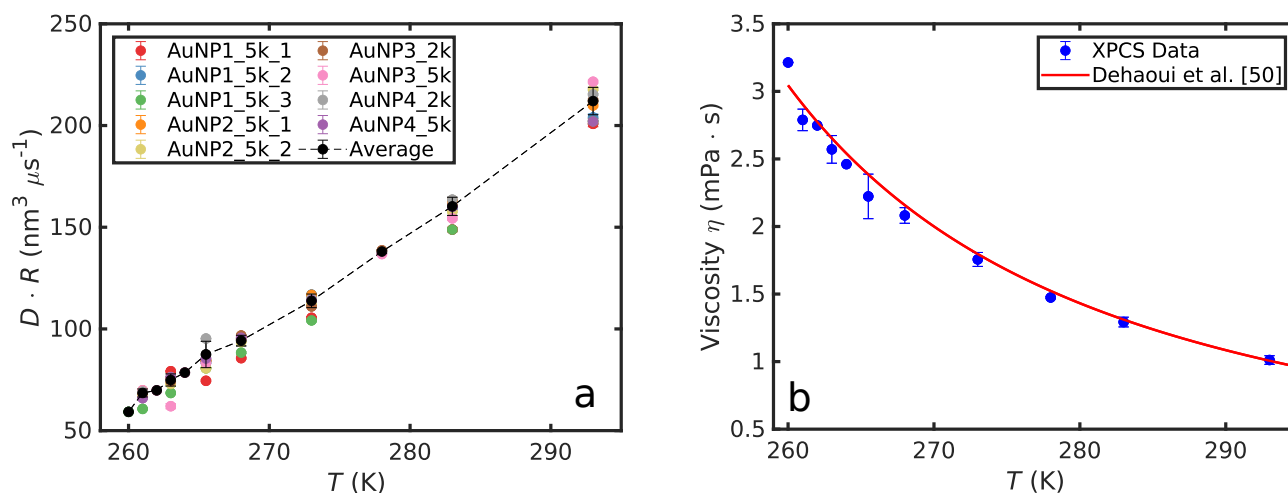 250
200
150
100
50
D · R (nm³ μs⁻¹)
AuNP1_5k_1 AuNP3_2k
AuNP1_5k_2 AuNP3_5k
AuNP1_5k_3 AuNP4_2k
AuNP2_5k_1 AuNP4_5k
AuNP2_5k_2 Average
a
260 270 280 290
T (K)
3.5
3
2.5
2
1.5
1
0.5
Viscosity η (mPa · s)
XPCS Data
Dehaoui et al. [50]
b
260 270 280 290
T (K)